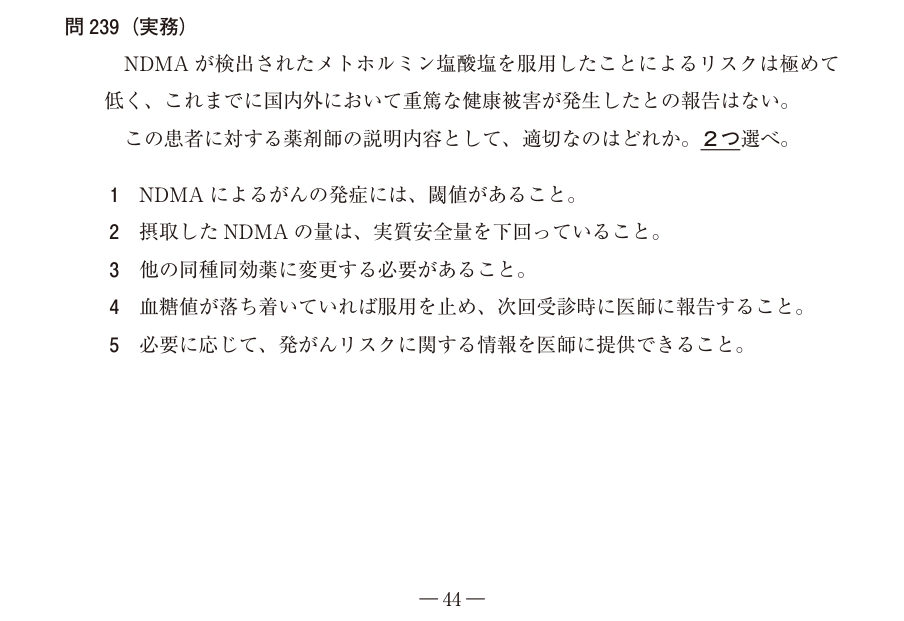 問 239（実務）
NDMA が検出されたメトホルミン塩酸塩を服用したことによるリスクは極めて
低く、これまでに国内外において重篤な健康被害が発生したとの報告はない。
この患者に対する薬剤師の説明内容として、適切なのはどれか。２つ選べ。
1 NDMA によるがんの発症には、閾値があること。
2 摂取した NDMA の量は、実質安全量を下回っていること。
3 他の同種同効薬に変更する必要があること。
4 血糖値が落ち着いていれば服用を止め、次回受診時に医師に報告すること。
5 必要に応じて、発がんリスクに関する情報を医師に提供できること。
― 44 ―